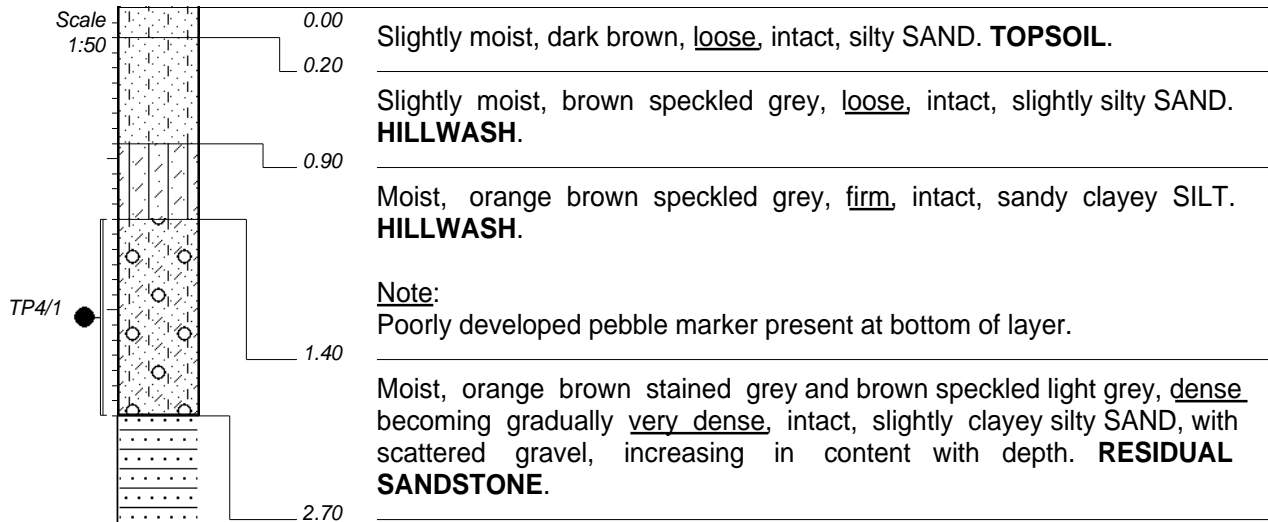 Scale
1:50
0.00
Slightly moist, dark brown, loose, intact, silty SAND. TOPSOIL.
0.20
Slightly moist, brown speckled grey, loose, intact, slightly silty SAND.
HILLWASH.
0.90
Moist, orange brown speckled grey, firm, intact, sandy clayey SILT.
HILLWASH.
Note:
Poorly developed pebble marker present at bottom of layer.
TP4/1
1.40
Moist, orange brown stained grey and brown speckled light grey, dense
becoming gradually very dense, intact, slightly clayey silty SAND, with
scattered gravel, increasing in content with depth. RESIDUAL
SANDSTONE.
2.70